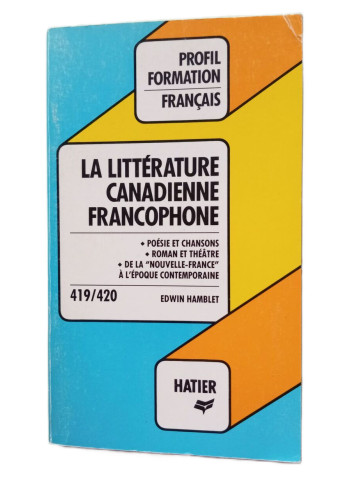 PROFIL
FORMATION
FRANÇAIS
LA LITTÉRATURE
CANADIENNE
FRANCOPHONE
• POÉSIE ET CHANSONS
• ROMAN ET THÉÂTRE
• DE LA "NOUVELLE-FRANCE"
À L'ÉPOQUE CONTEMPORAINE
419/420 EDWIN HAMBLET
HATIER